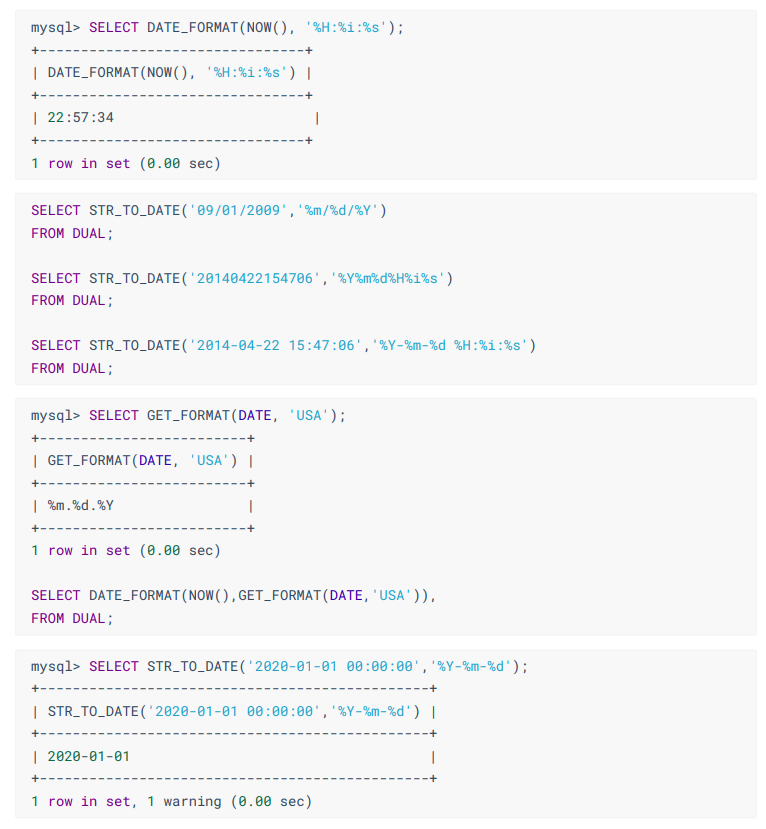 mysql> SELECT DATE_FORMAT(NOW(), '%H:%i:%s');
+--------------------------------+
| DATE_FORMAT(NOW(), '%H:%i:%s') |
+--------------------------------+
| 22:57:34                        |
+--------------------------------+
1 row in set (0.00 sec)
SELECT STR_TO_DATE('09/01/2009','%m/%d/%Y')
FROM DUAL;
SELECT STR_TO_DATE('20140422154706','%Y%m%d%H%i%s')
FROM DUAL;
SELECT STR_TO_DATE('2014-04-22 15:47:06','%Y-%m-%d %H:%i:%s')
FROM DUAL;
mysql> SELECT GET_FORMAT(DATE, 'USA');
+-------------------------+
| GET_FORMAT(DATE, 'USA') |
+-------------------------+
| %m.%d.%Y                |
+-------------------------+
1 row in set (0.00 sec)
SELECT DATE_FORMAT(NOW(),GET_FORMAT(DATE,'USA')),
FROM DUAL;
mysql> SELECT STR_TO_DATE('2020-01-01 00:00:00','%Y-%m-%d');
+-----------------------------------------------+
| STR_TO_DATE('2020-01-01 00:00:00','%Y-%m-%d') |
+-----------------------------------------------+
| 2020-01-01                                    |
+-----------------------------------------------+
1 row in set, 1 warning (0.00 sec)